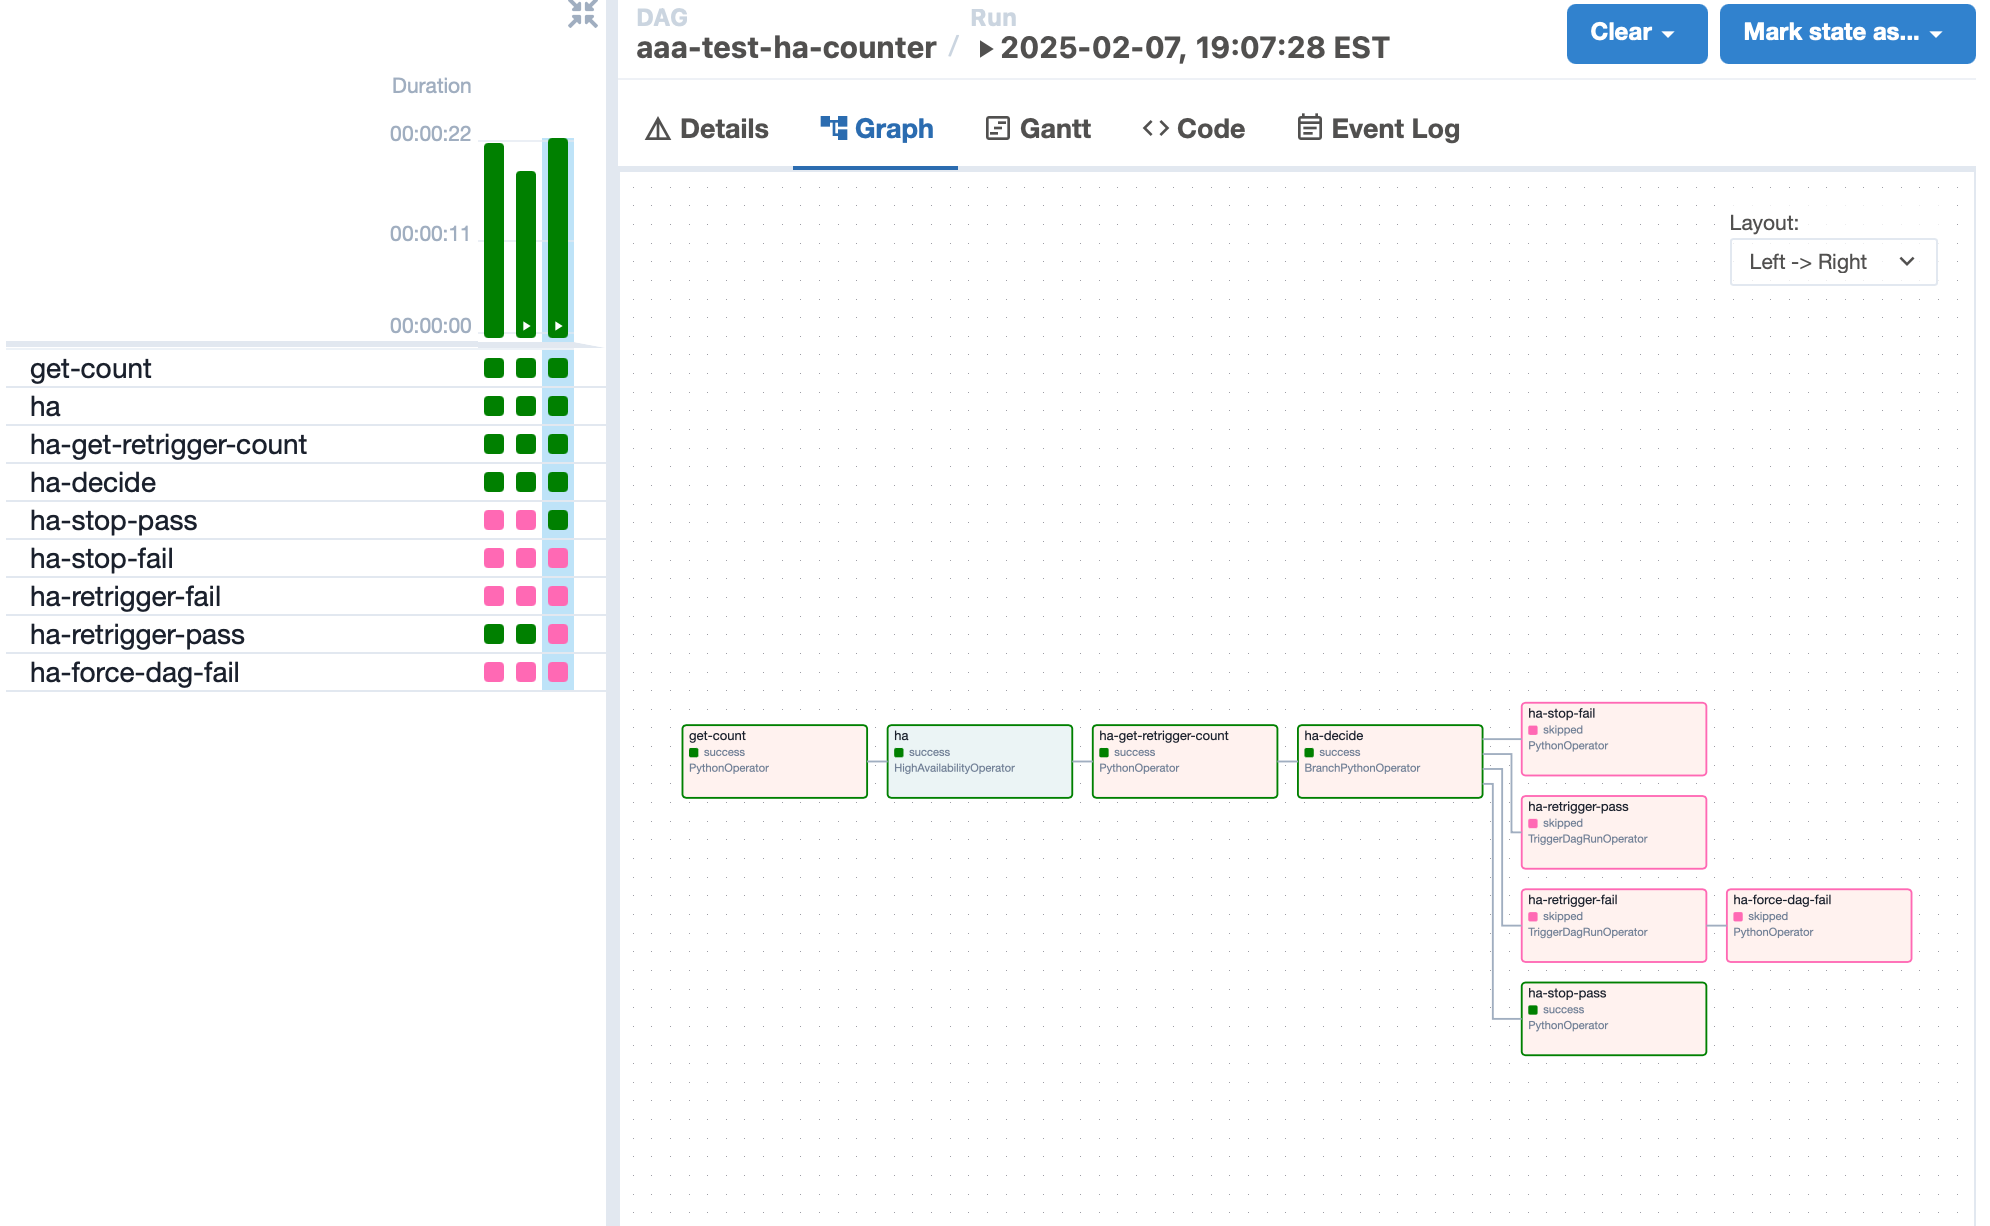 Duration
00:00:22
00:00:11
00:00:00
get-count
ha
ha-get-retrigger-count
ha-decide
ha-stop-pass
ha-stop-fail
ha-retrigger-fail
ha-retrigger-pass
ha-force-dag-fail
DAG
aaa-test-ha-counter
/
Run
2025-02-07, 19:07:28 EST
Clear
Mark state as...
Details
Graph
Gantt
Code
Event Log
Layout:
Left -> Right
get-count
success
PythonOperator
ha
success
HighAvailabilityOperator
ha-get-retrigger-count
success
PythonOperator
ha-decide
success
BranchPythonOperator
ha-stop-fail
skipped
PythonOperator
ha-retrigger-pass
skipped
TriggerDagRunOperator
ha-retrigger-fail
skipped
TriggerDagRunOperator
ha-force-dag-fail
skipped
PythonOperator
ha-stop-pass
success
PythonOperator